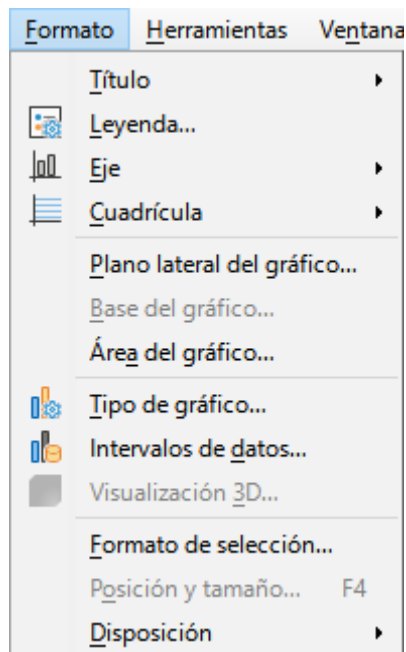 Formato Herramientas Ventana
Título
Leyenda...
Eje
Cuadrícula
Plano lateral del gráfico...
Base del gráfico...
Área del gráfico...
Tipo de gráfico...
Intervalos de datos...
Visualización 3D...
Formato de selección...
Posición y tamaño... F4
Disposición